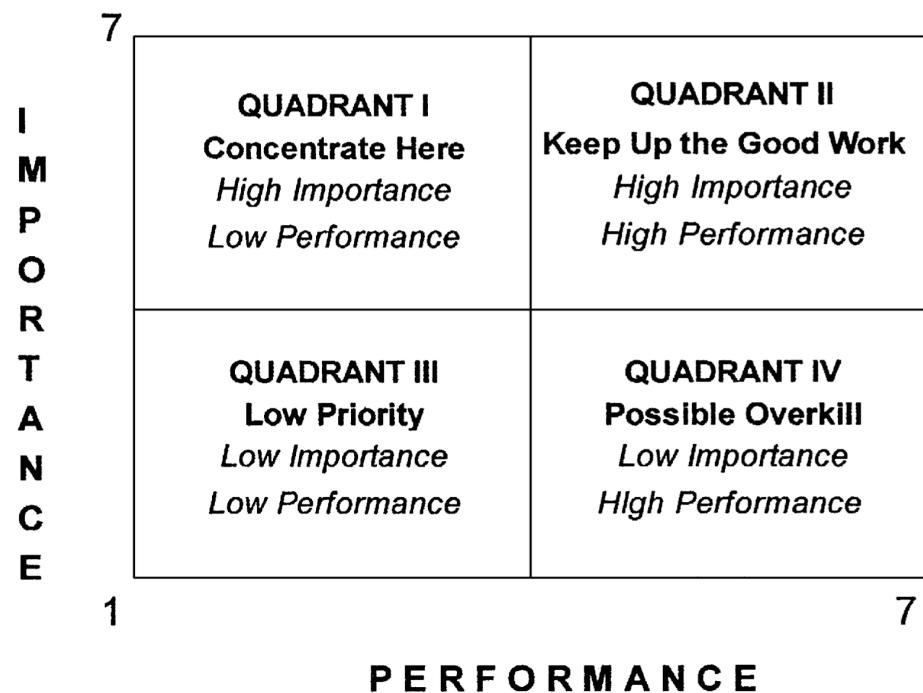 7
IMPORTANCE
QUADRANT I
Concentrate Here
High Importance
Low Performance
QUADRANT II
Keep Up the Good Work
High Importance
High Performance
QUADRANT III
Low Priority
Low Importance
Low Performance
QUADRANT IV
Possible Overkill
Low Importance
HIgh Performance
1
7
PERFORMANCE